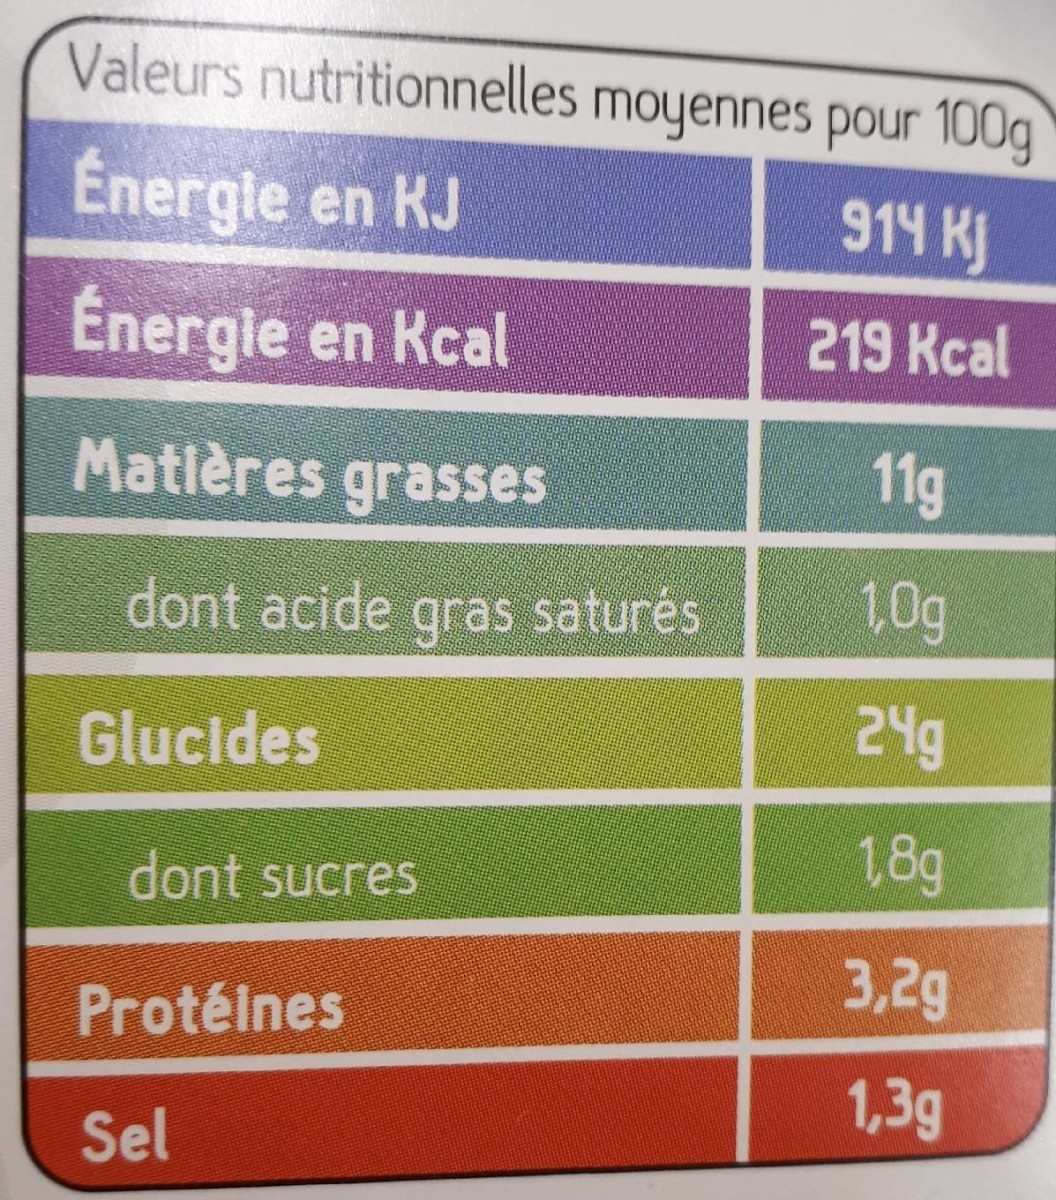 Valeurs nutritionnelles moyennes pour 100g
Énergie en KJ 914 Kj
Énergie en Kcal 219 Kcal
Matières grasses 11g
dont acide gras saturés 1,0g
Glucides 24g
dont sucres 1,8g
Protéines 3,2g
Sel 1,3g